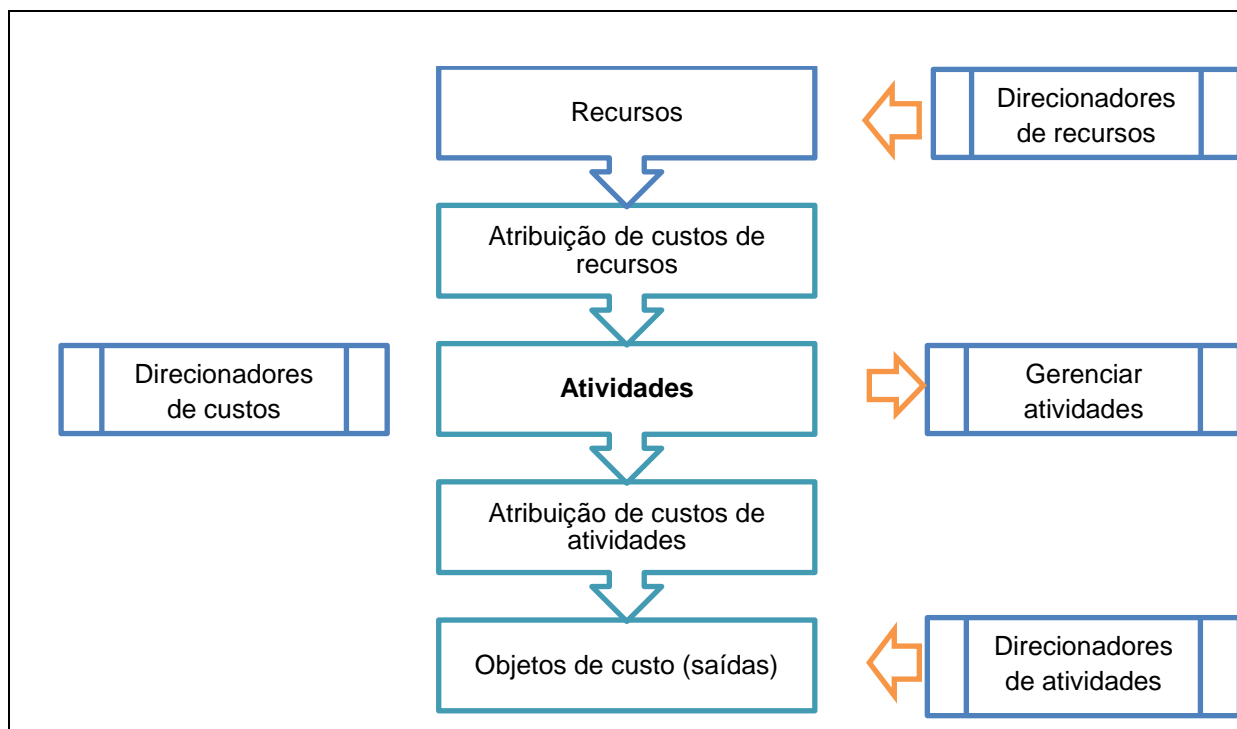 Recursos
Direcionadores
de recursos
Atribuição de custos de
recursos
Direcionadores
de custos
Atividades
Gerenciar
atividades
Atribuição de custos de
atividades
Objetos de custo (saídas)
Direcionadores
de atividades